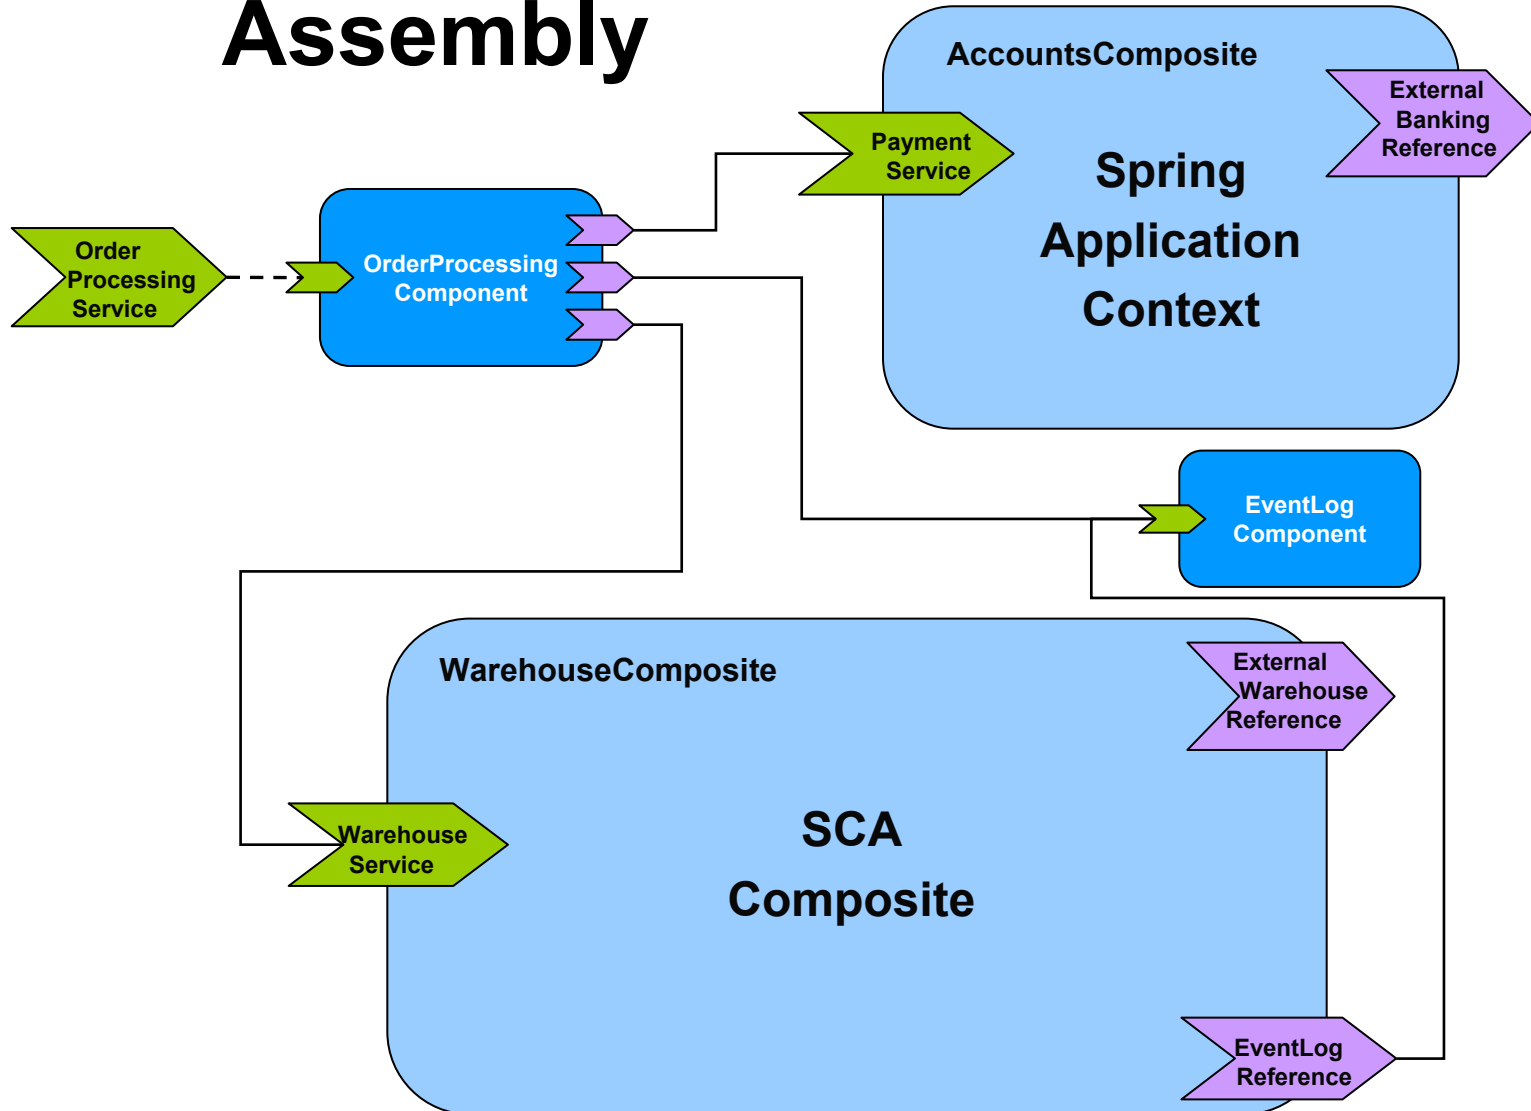 Assembly
AccountsComposite
External
Banking
Reference
Payment
Service
Spring
Application
Context
Order
Processing
Service
OrderProcessing
Component
EventLog
Component
WarehouseComposite
External
Warehouse
Reference
Warehouse
Service
SCA
Composite
EventLog
Reference